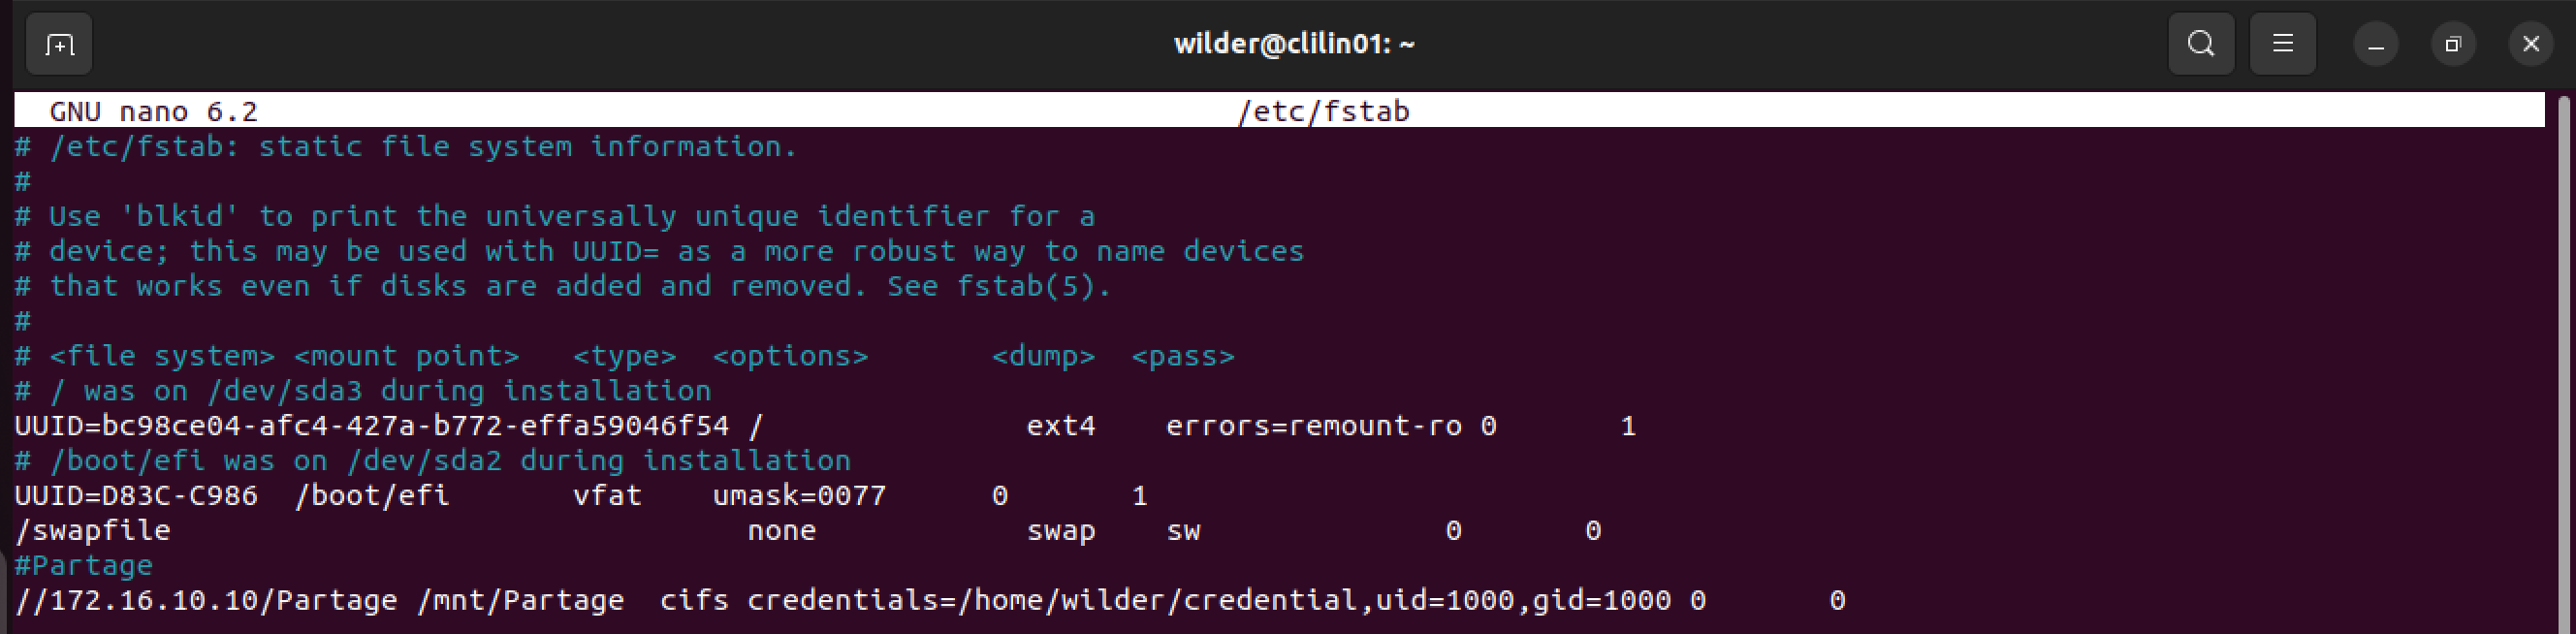 wilder@clilin01: ~
GNU nano 6.2 /etc/fstab
# /etc/fstab: static file system information.
#
# Use 'blkid' to print the universally unique identifier for a
# device; this may be used with UUID= as a more robust way to name devices
# that works even if disks are added and removed. See fstab(5).
#
# <file system> <mount point>   <type>  <options>       <dump>  <pass>
# / was on /dev/sda3 during installation
UUID=bc98ce04-afc4-427a-b772-effa59046f54 /               ext4    errors=remount-ro 0       1
# /boot/efi was on /dev/sda2 during installation
UUID=D83C-C986  /boot/efi       vfat    umask=0077      0       1
/swapfile                                 none            swap    sw              0       0
#Partage
//172.16.10.10/Partage /mnt/Partage  cifs credentials=/home/wilder/credential,uid=1000,gid=1000 0       0